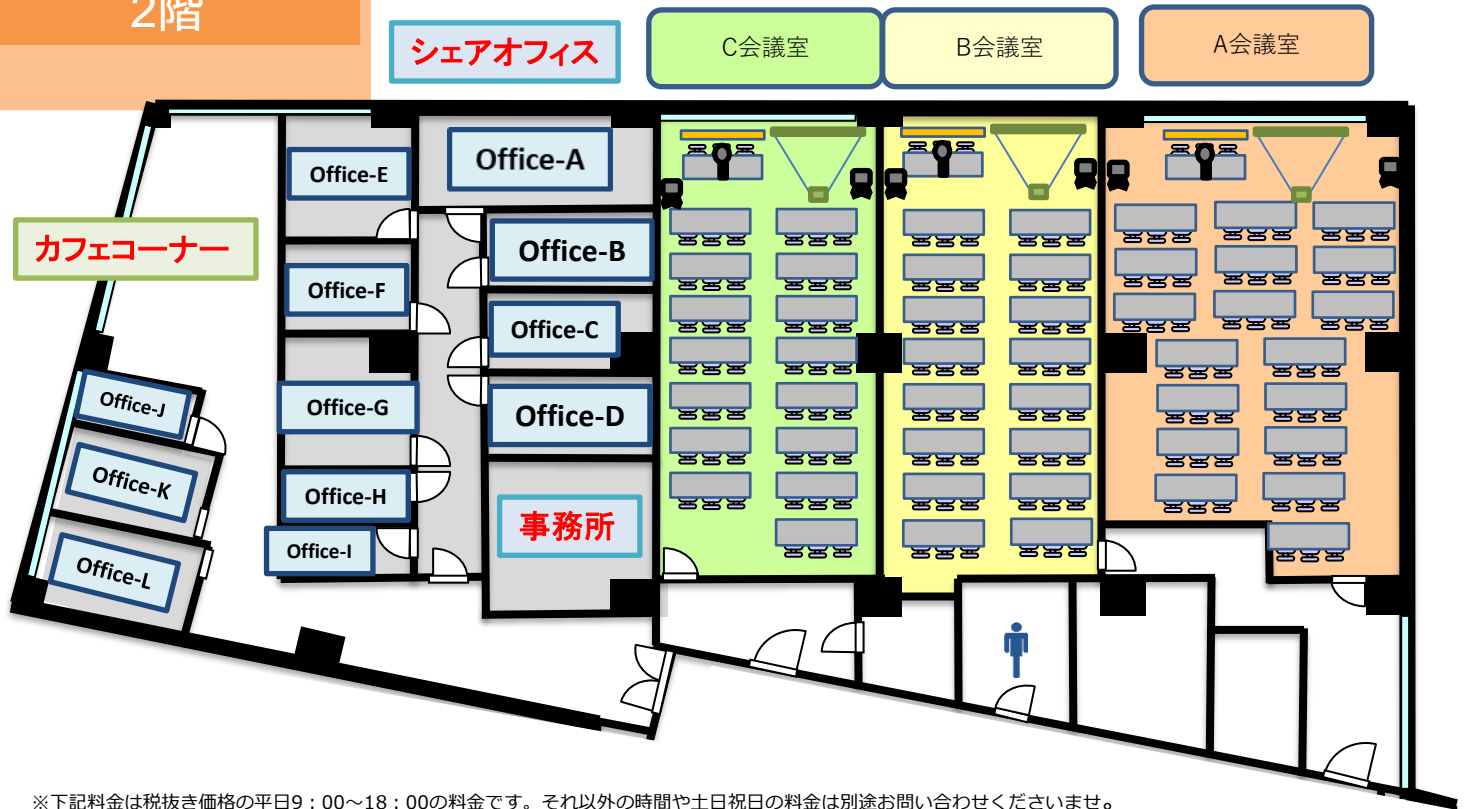 2階
シェアオフィス
C会議室
B会議室
A会議室
Office-E
Office-A
カフェコーナー
Office-B
Office-F
Office-C
Office-J
Office-G
Office-D
Office-K
Office-H
事務所
Office-I
Office-L
※下記料金は税抜き価格の平日9：00～18：00の料金です。それ以外の時間や土日祝日の料金は別途お問い合わせくださいませ。